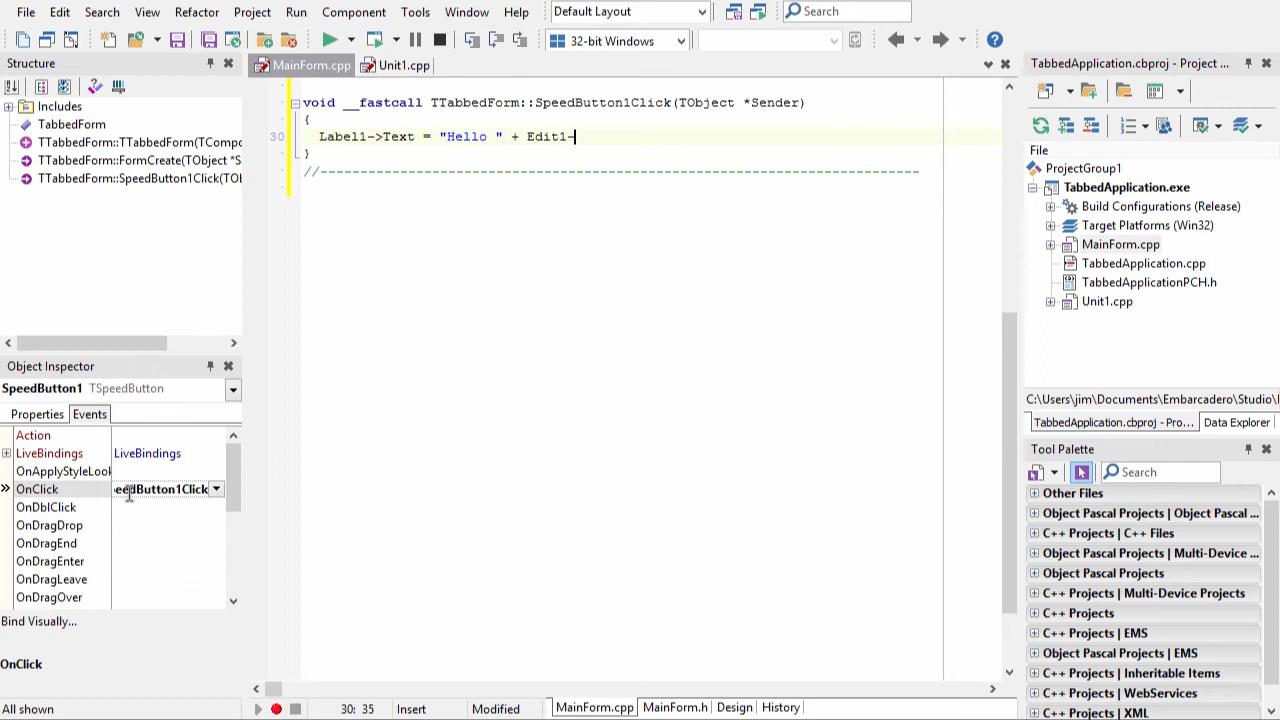 File Edit Search View Refactor Project Run Component Tools Window Help Default Layout Search
32-bit Windows
Structure
Includes
TabbedForm
TTabbedForm::TTabbedForm(TCompo
TTabbedForm::FormCreate(TObject *S
TTabbedForm::SpeedButton1Click(TOb
Object Inspector
SpeedButton1 TSpeedButton
Properties Events
Action
LiveBindings LiveBindings
OnApplyStyleLook
OnClick eedButton1Click
OnDblClick
OnDragDrop
OnDragEnd
OnDragEnter
OnDragLeave
OnDragOver
Bind Visually...
OnClick
All shown
MainForm.cpp Unit1.cpp
void __fastcall TTabbedForm::SpeedButton1Click(TObject *Sender)
{
30 Label1->Text = "Hello " + Edit1-
}
//---------------------------------------------------------------------------
30: 35 Insert Modified MainForm.cpp MainForm.h Design History
TabbedApplication.cbproj - Project ...
File
ProjectGroup1
TabbedApplication.exe
Build Configurations (Release)
Target Platforms (Win32)
MainForm.cpp
TabbedApplication.cpp
TabbedApplicationPCH.h
Unit1.cpp
C:\Users\jim\Documents\Embarcadero\Studio\
TabbedApplication.cbproj - Pro... Data Explorer
Tool Palette
Search
Other Files
Object Pascal Projects | Object Pascal ...
C++ Projects | C++ Files
Object Pascal Projects | Multi-Device ...
Object Pascal Projects
C++ Projects | Multi-Device Projects
C++ Projects
C++ Projects | EMS
Object Pascal Projects | EMS
C++ Projects | Inheritable Items
C++ Projects | WebServices
C++ Projects | XML